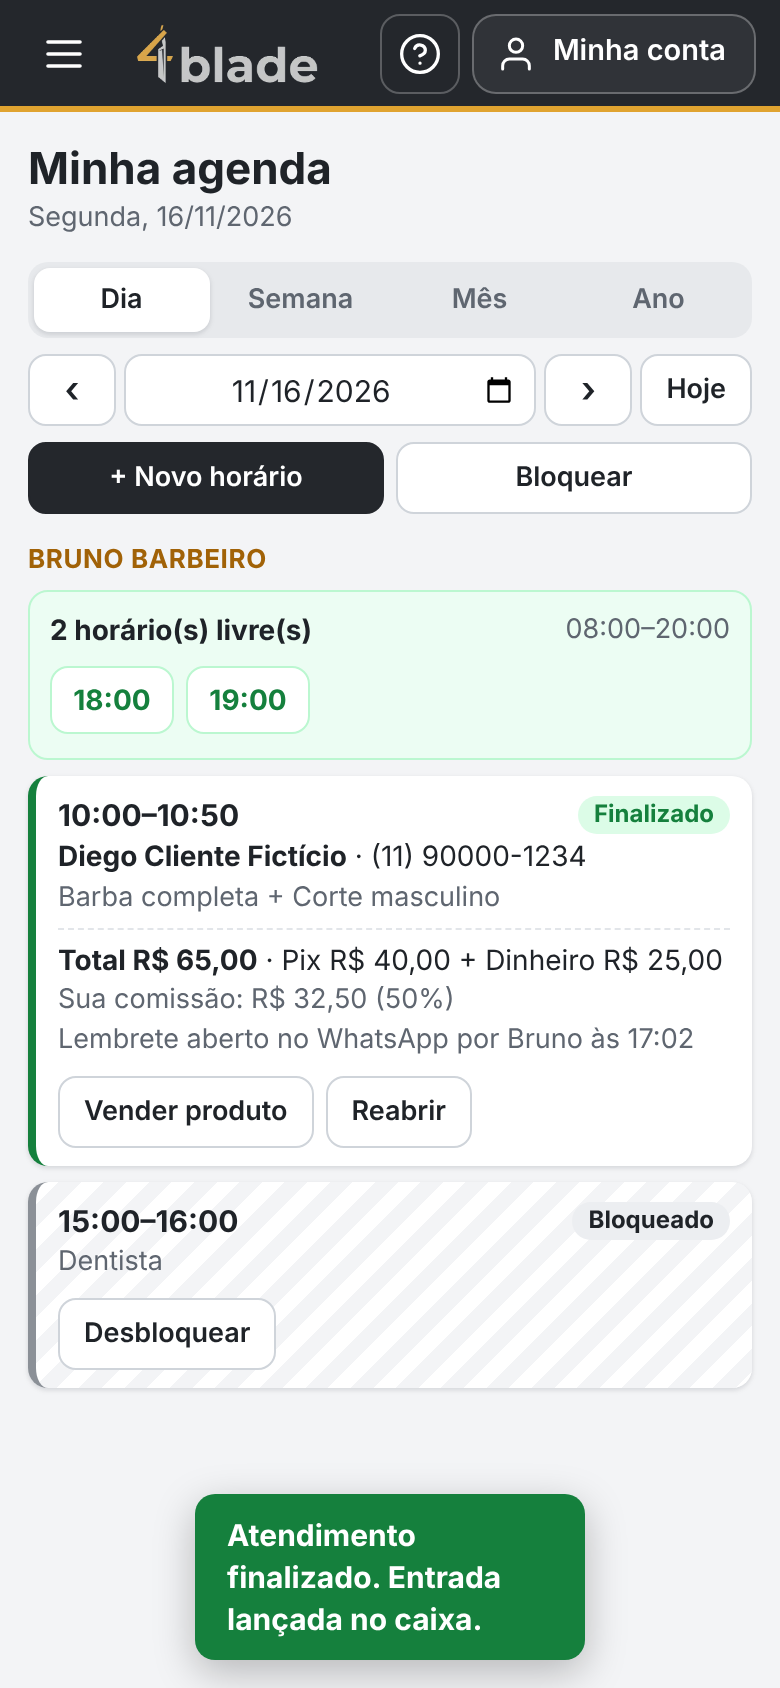 4blade
Minha conta
Minha agenda
Segunda, 16/11/2026
Dia Semana Mês Ano
‹ 11/16/2026 › Hoje
+ Novo horário Bloquear
BRUNO BARBEIRO
2 horário(s) livre(s) 08:00–20:00
18:00 19:00
10:00–10:50 Finalizado
Diego Cliente Fictício · (11) 90000-1234
Barba completa + Corte masculino
Total R$ 65,00 · Pix R$ 40,00 + Dinheiro R$ 25,00
Sua comissão: R$ 32,50 (50%)
Lembrete aberto no WhatsApp por Bruno às 17:02
Vender produto Reabrir
15:00–16:00 Bloqueado
Dentista
Desbloquear
Atendimento
finalizado. Entrada
lançada no caixa.